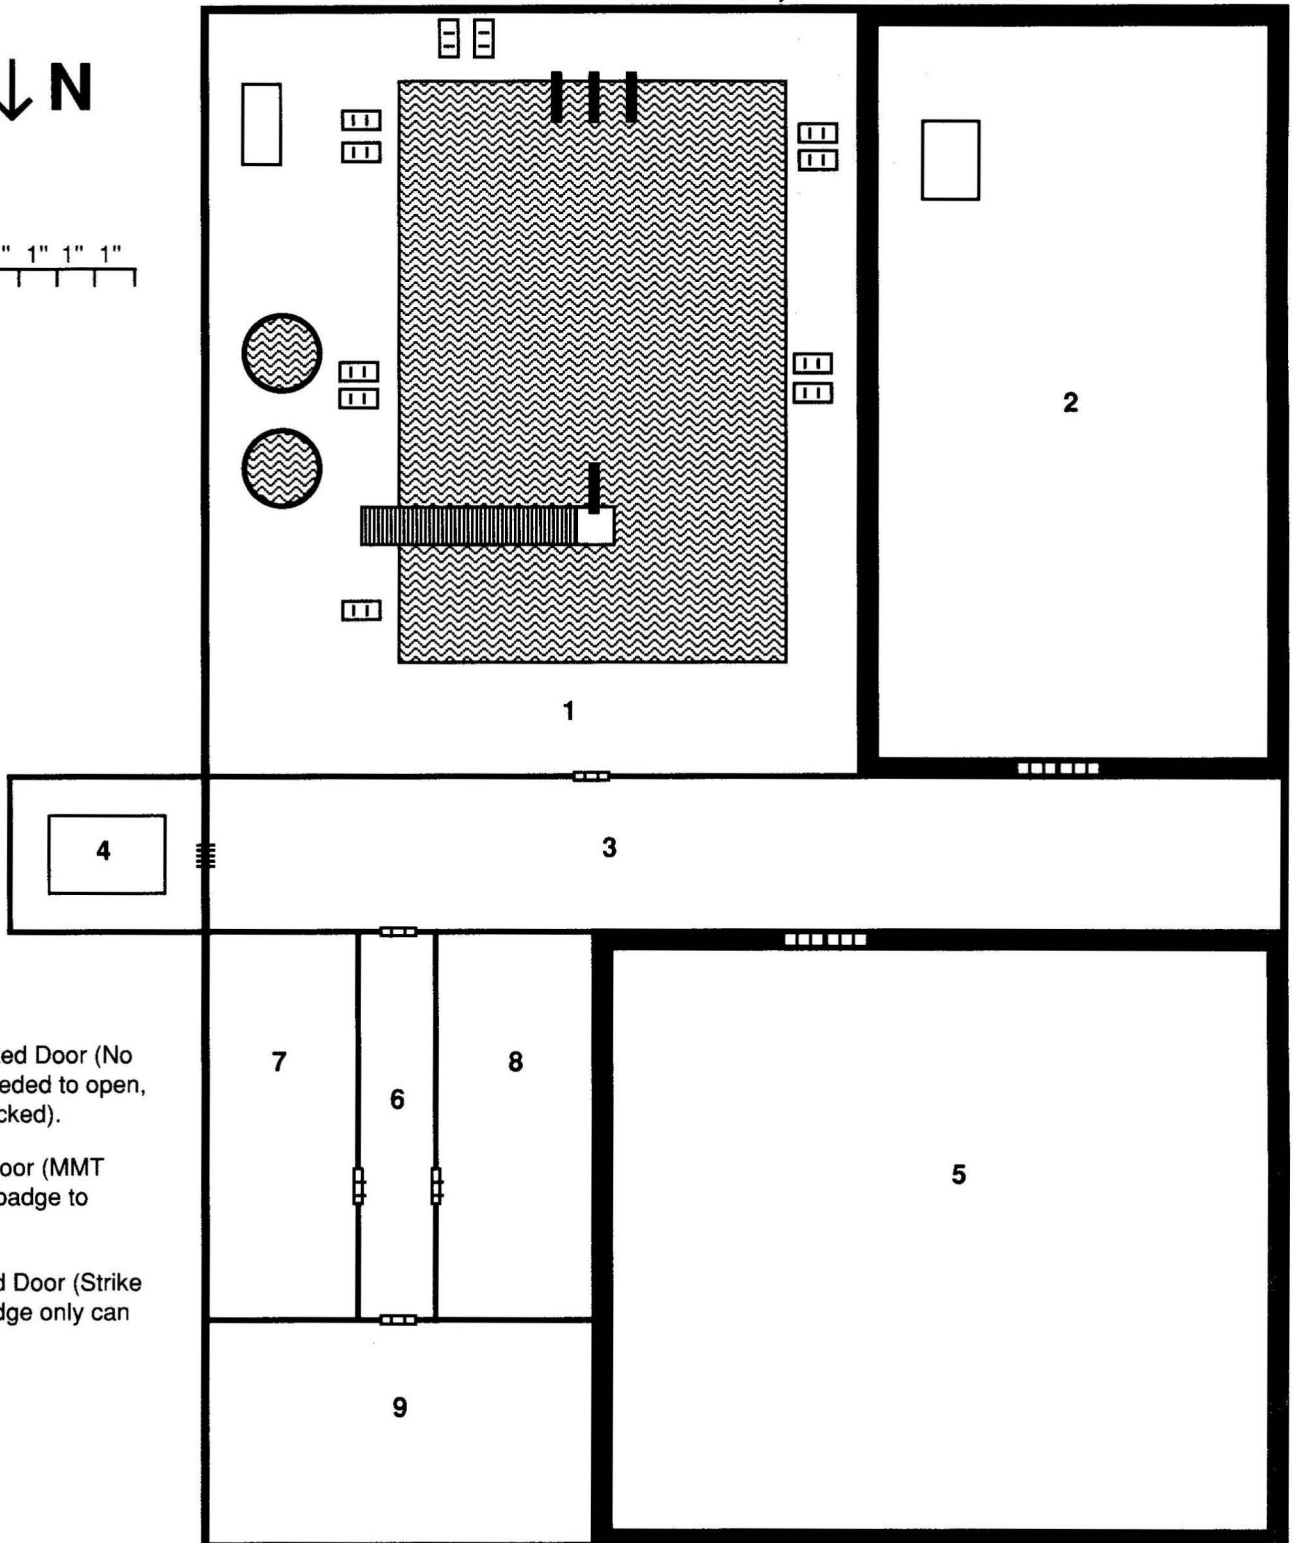 N
" 1" 1" 1"
1
2
3
4
5
6
7
8
9
ed Door (No
eded to open,
cked).
oor (MMT
badge to
d Door (Strike
dge only can